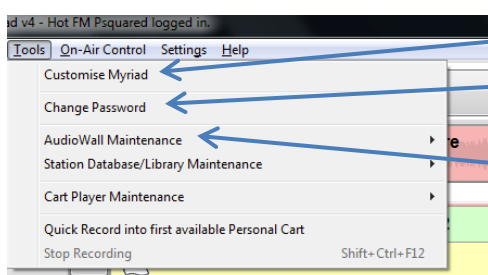 ad v4 - Hot FM Psquared logged in.
Tools On-Air Control Settings Help
Customise Myriad
Change Password
AudioWall Maintenance
re
Station Database/Library Maintenance
Cart Player Maintenance
Quick Record into first available Personal Cart
Stop Recording Shift+Ctrl+F12